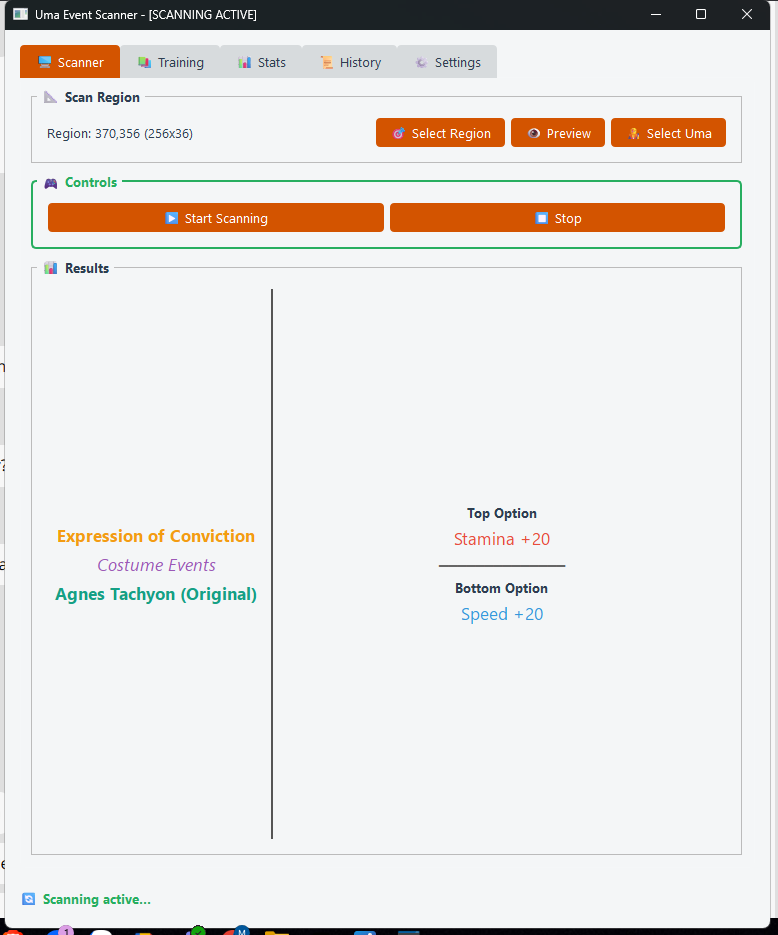 Uma Event Scanner - [SCANNING ACTIVE]
Scanner Training Stats History Settings
Scan Region
Region: 370,356 (256x36)
Select Region Preview Select Uma
Controls
Start Scanning Stop
Results
Expression of Conviction
Costume Events
Agnes Tachyon (Original)
Top Option
Stamina +20
Bottom Option
Speed +20
Scanning active...
1
M